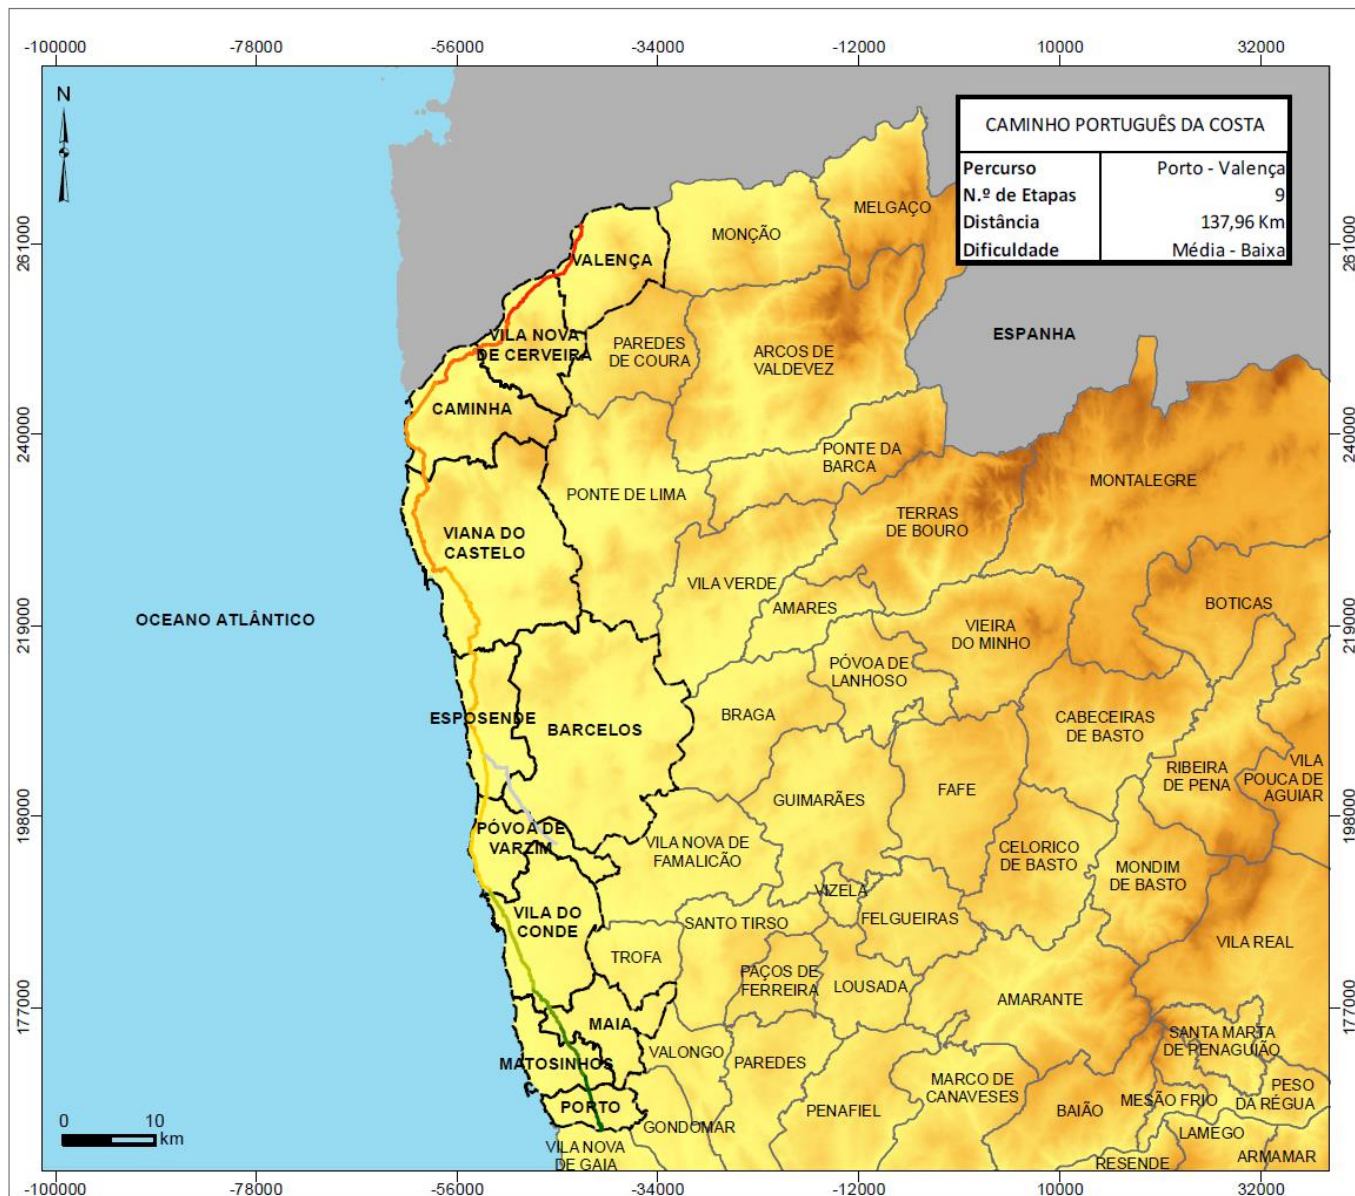 -100000
-78000
-56000
-34000
-12000
10000
32000
N
CAMINHO PORTUGUÊS DA COSTA
Percurso Porto - Valença
N.º de Etapas 9
Distância 137,96 Km
Dificuldade Média - Baixa
261000
261000
MELGAÇO
MONÇÃO
VALENÇA
ESPANHA
VILA NOVA
DE CERVEIRA
PAREDES
DE COURA
ARCOS DE
VALDEVEZ
CAMINHA
240000
240000
PONTE DA
BARCA
MONTALEGRE
PONTE DE LIMA
TERRAS
DE BOURO
VIANA DO
CASTELO
VILA VERDE
AMARES
BOTICAS
OCEANO ATLÂNTICO
219000
219000
VIEIRA
DO MINHO
PÓVOA DE
LANHOSO
ESPOSENDE
BARCELOS
BRAGA
CABECEIRAS
DE BASTO
RIBEIRA
DE PENA
VILA
POUCA DE
AGUIAR
FAFE
GUIMARÃES
198000
198000
PÓVOA DE
VARZIM
VILA NOVA DE
FAMALICÃO
CELORICO
DE BASTO
MONDIM
DE BASTO
VIZELA
VILA DO
CONDE
SANTO TIRSO
FELGUEIRAS
VILA REAL
TROFA
PAÇOS DE
FERREIRA
LOUSADA
AMARANTE
177000
177000
MAIA
SANTA MARTA
DE PENAGUIÃO
MATOSINHOS
VALONGO
PAREDES
MARCO DE
CANAVESES
PESO
DA RÉGUA
MESÃO FRIO
PORTO
PENAFIEL
BAIÃO
GONDOMAR
LAMEGO
VILA NOVA
DE GAIA
RESENDE
ARMAMAR
0 10
km
-100000
-78000
-56000
-34000
-12000
10000
32000